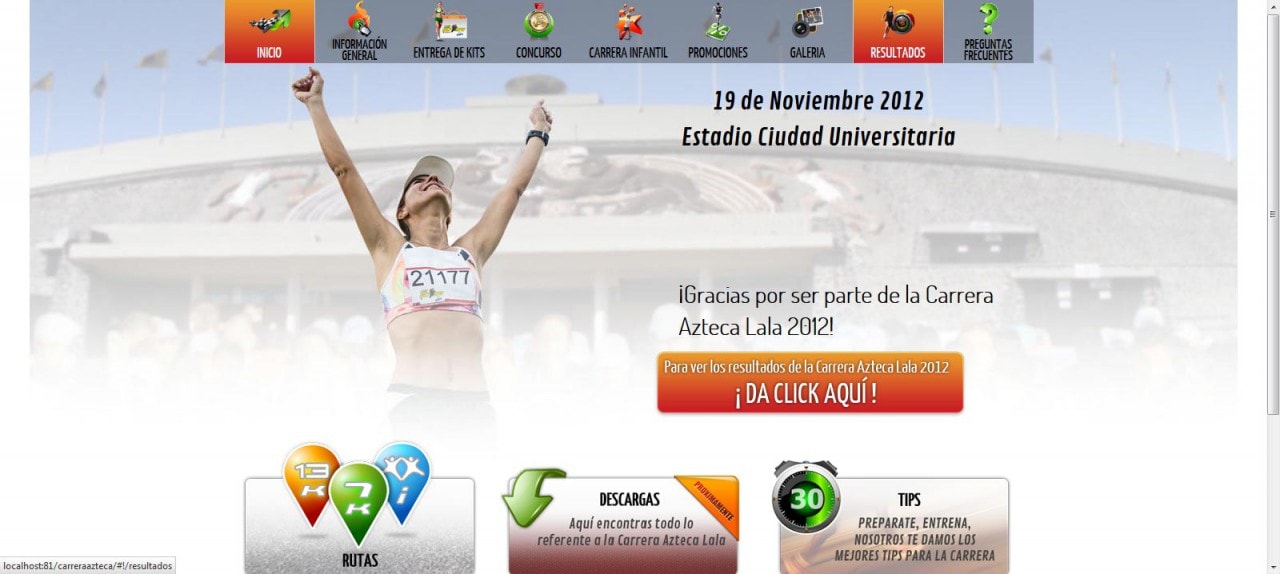 INICIO
INFORMACIÓN
GENERAL
ENTREGA DE KITS
CONCURSO
CARRERA INFANTIL
PROMOCIONES
GALERIA
RESULTADOS
PREGUNTAS
FRECUENTES
19 de Noviembre 2012
Estadio Ciudad Universitaria
21177
¡Gracias por ser parte de la Carrera
Azteca Lala 2012!
Para ver los resultados de la Carrera Azteca Lala 2012
¡ DA CLICK AQUÍ !
13
K
7
K
i
RUTAS
DESCARGAS
PROXIMAMENTE
Aquí encontras todo lo
referente a la Carrera Azteca Lala
30
TIPS
PREPARATE, ENTRENA,
NOSOTROS TE DAMOS LOS
MEJORES TIPS PARA LA CARRERA
localhost:81/carreraazteca/#!/resultados